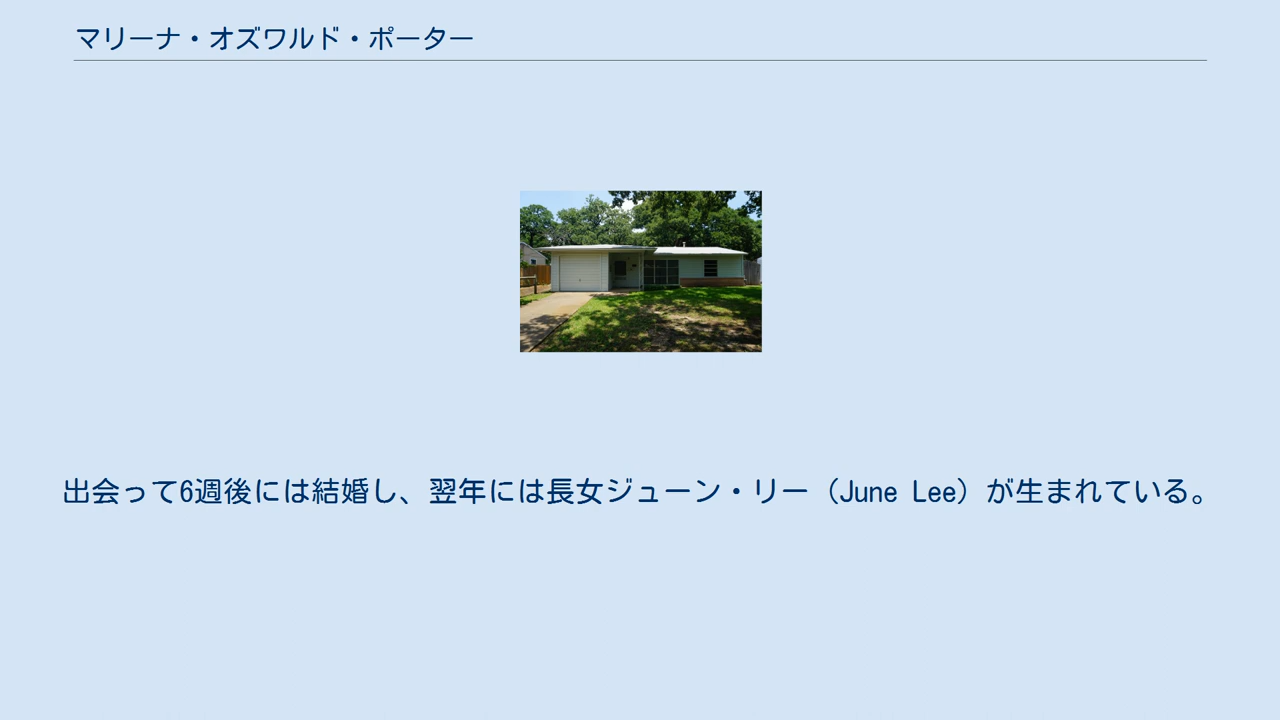 マリーナ・オズワルド・ポーター
出会って6週後には結婚し、翌年には長女ジューン・リー（June Lee）が生まれている。